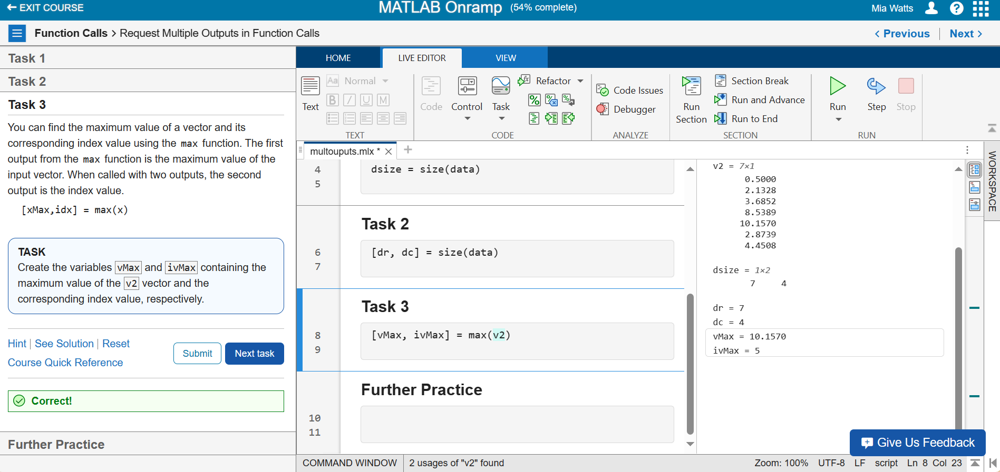 EXIT COURSE
MATLAB Onramp (54% complete)
Mia Watts
Function Calls > Request Multiple Outputs in Function Calls
< Previous
Next >
Task 1
Task 2
Task 3
You can find the maximum value of a vector and its
corresponding index value using the max function. The first
output from the max function is the maximum value of the
input vector. When called with two outputs, the second
output is the index value.
[xMax,idx] = max(x)
TASK
Create the variables vMax and ivMax containing the
maximum value of the v2 vector and the
corresponding index value, respectively.
Hint | See Solution | Reset
Course Quick Reference
Submit
Next task
Correct!
Further Practice
HOME
LIVE EDITOR
VIEW
Text
Aa Normal
B I U M
TEXT
Code
Control
Task
Refactor
CODE
Code Issues
Debugger
ANALYZE
Run
Section
Section Break
Run and Advance
Run to End
SECTION
Run
Step
Stop
RUN
multouputs.mlx *
WORKSPACE
4 dsize = size(data)
5
Task 2
6 [dr, dc] = size(data)
7
Task 3
8 [vMax, ivMax] = max(v2)
9
Further Practice
10
11
v2 = 7×1
0.5000
2.1328
3.6852
8.5389
10.1570
2.8739
4.4508
dsize = 1×2
7 4
dr = 7
dc = 4
vMax = 10.1570
ivMax = 5
Give Us Feedback
COMMAND WINDOW
2 usages of "v2" found
Zoom: 100% UTF-8 LF script Ln 8 Col 23